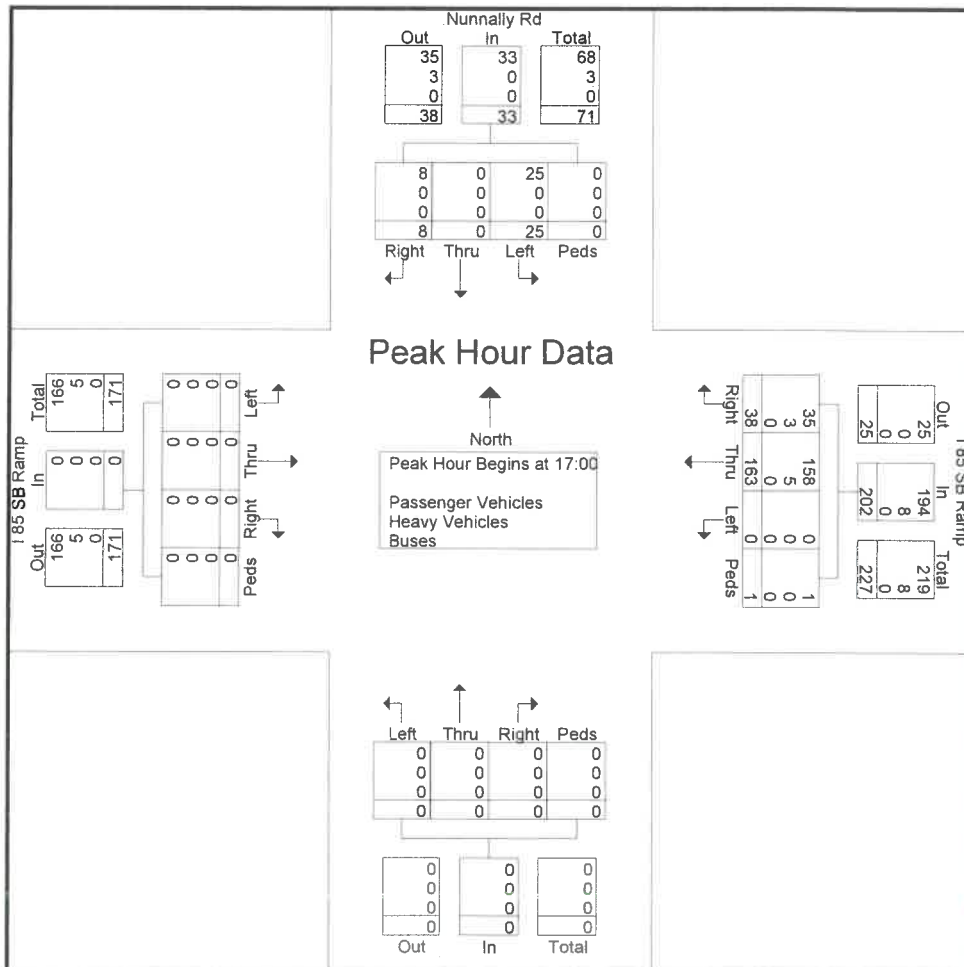 Nunnally Rd
Out In Total
35 33 68
3 0 3
0 0 0
38 33 71
8 0 25 0
0 0 0 0
0 0 0 0
8 0 25 0
Right Thru Left Peds
Peak Hour Data
North
Peak Hour Begins at 17:00
Passenger Vehicles
Heavy Vehicles
Buses
I 85 SB Ramp
Out In Total
166 0 166
5 0 5
0 0 0
171 0 171
Left Thru Right Peds
0 0 0 0
0 0 0 0
0 0 0 0
0 0 0 0
I 85 SB Ramp
Out In Total
25 194 219
0 8 8
0 0 0
25 202 227
Right Thru Left Peds
35 158 0 1
3 5 0 0
0 0 0 0
38 163 0 1
Left Thru Right Peds
0 0 0 0
0 0 0 0
0 0 0 0
0 0 0 0
0 0 0
0 0 0
0 0 0
0 0 0
Out In Total